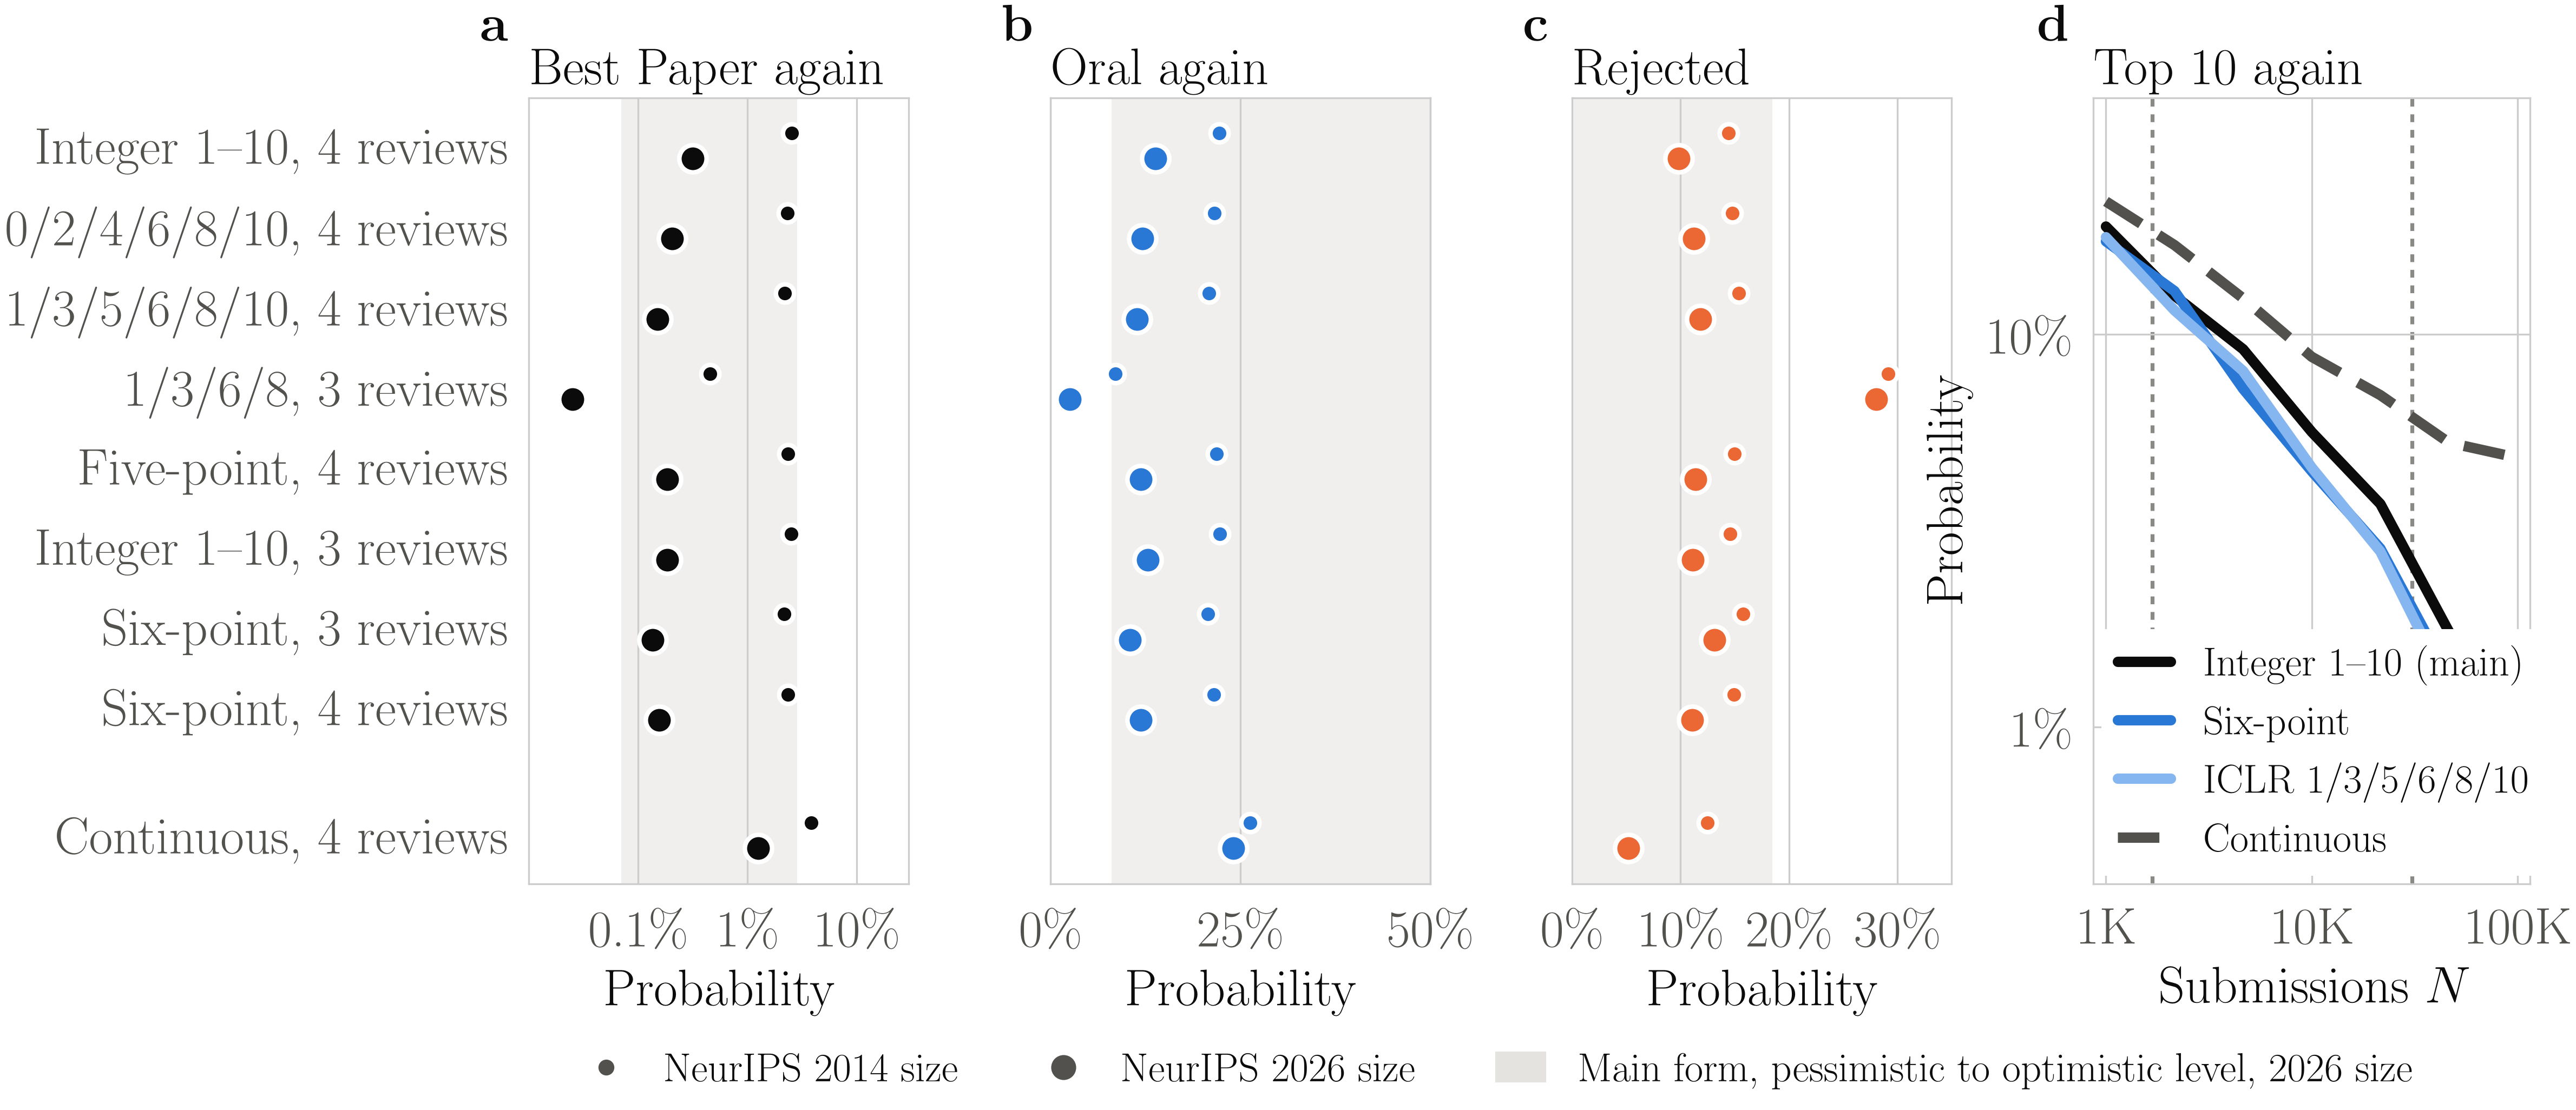 a
Best Paper again
b
Oral again
c
Rejected
d
Top 10 again
Integer 1–10, 4 reviews
0/2/4/6/8/10, 4 reviews
1/3/5/6/8/10, 4 reviews
1/3/6/8, 3 reviews
Five-point, 4 reviews
Integer 1–10, 3 reviews
Six-point, 3 reviews
Six-point, 4 reviews
Continuous, 4 reviews
0.1% 1% 10%
Probability
0% 25% 50%
Probability
0% 10% 20% 30%
Probability
Probability
10%
1%
Integer 1–10 (main)
Six-point
ICLR 1/3/5/6/8/10
Continuous
1K 10K 100K
Submissions N
NeurIPS 2014 size
NeurIPS 2026 size
Main form, pessimistic to optimistic level, 2026 size